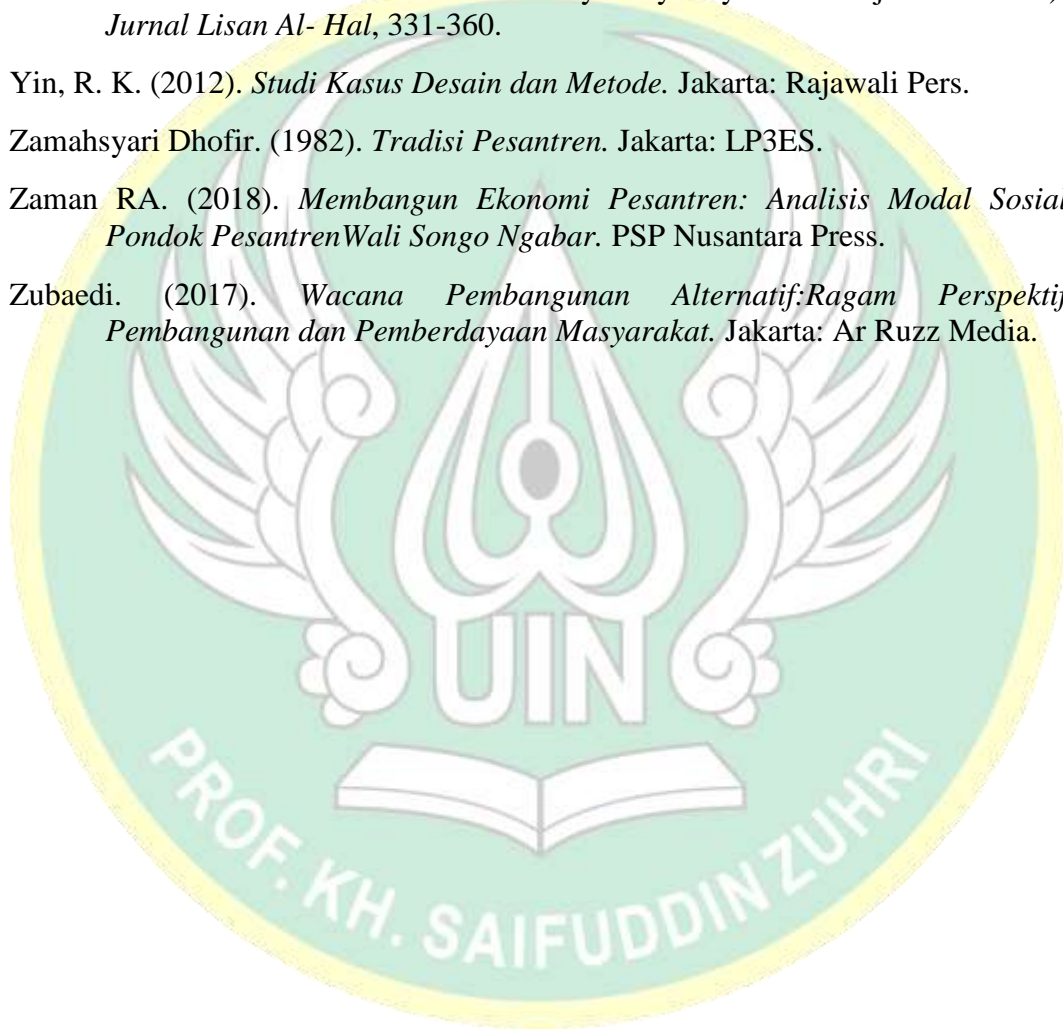 Jurnal Lisan Al- Hal, 331-360.
Yin, R. K. (2012). Studi Kasus Desain dan Metode. Jakarta: Rajawali Pers.
Zamahsyari Dhofir. (1982). Tradisi Pesantren. Jakarta: LP3ES.
Zaman RA. (2018). Membangun Ekonomi Pesantren: Analisis Modal Sosial
Pondok PesantrenWali Songo Ngabar. PSP Nusantara Press.
Zubaedi. (2017). Wacana Pembangunan Alternatif;Ragam Perspektif
Pembangunan dan Pemberdayaan Masyarakat. Jakarta: Ar Ruzz Media.
UIN
PROF. KH. SAIFUDDIN ZUHRI